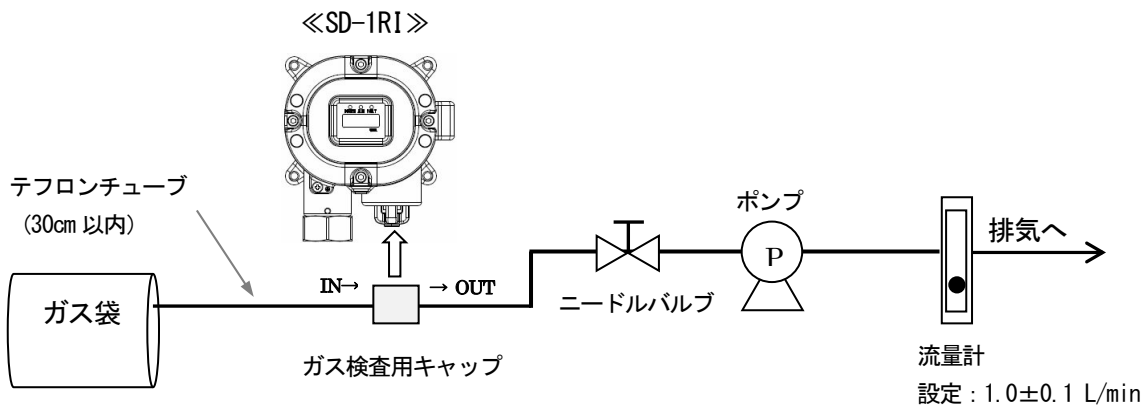 ≪SD-1RI≫
テフロンチューブ
(30cm 以内)
ポンプ
排気へ
P
IN→
→ OUT
ニードルバルブ
ガス袋
ガス検査用キャップ
流量計
設定：1.0±0.1 L/min